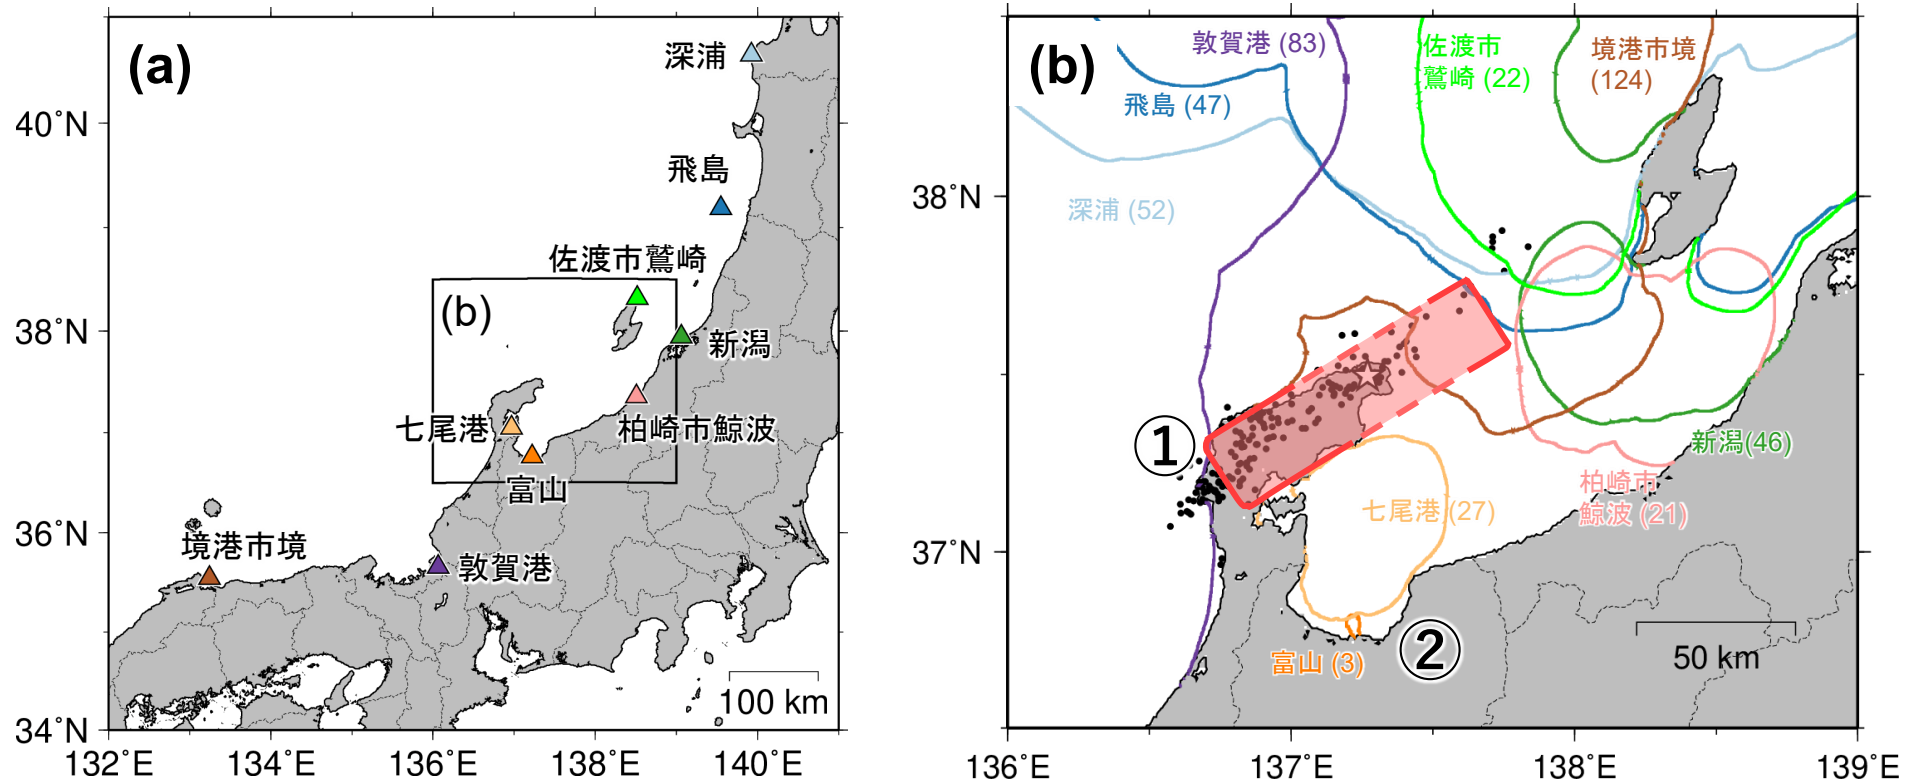 (a)
深浦
40°N
飛島
佐渡市鷲崎
(b)
38°N
新潟
七尾港
柏崎市鯨波
富山
36°N
境港市境
敦賀港
100 km
34°N
132°E
134°E
136°E
138°E
140°E
(b)
敦賀港 (83)
佐渡市
鷲崎 (22)
境港市境
(124)
飛島 (47)
38°N
深浦 (52)
①
新潟(46)
柏崎市
鯨波 (21)
七尾港 (27)
37°N
②
富山 (3)
50 km
136°E
137°E
138°E
139°E